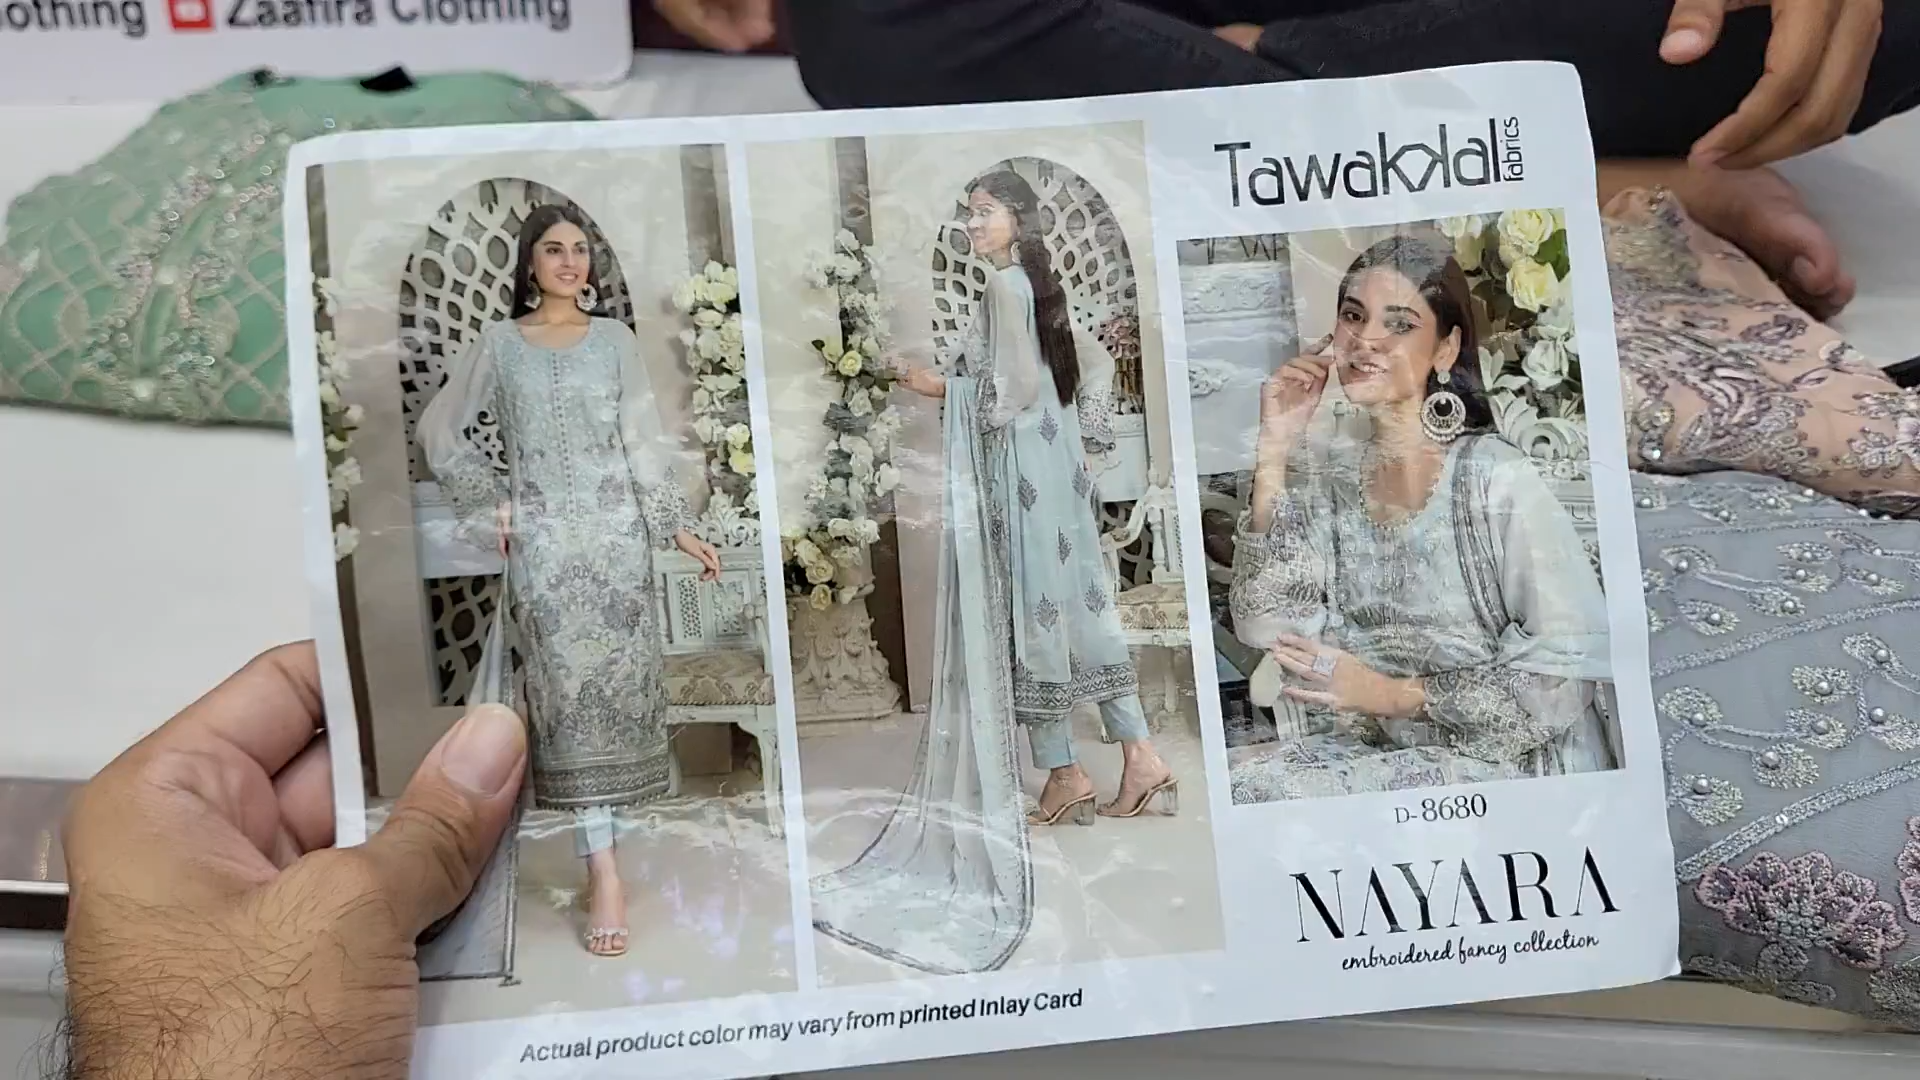 othing Zaafira Clothing
Tawakkal fabrics
D-8680
NAYARA
embroidered fancy collection
Actual product color may vary from printed Inlay Card